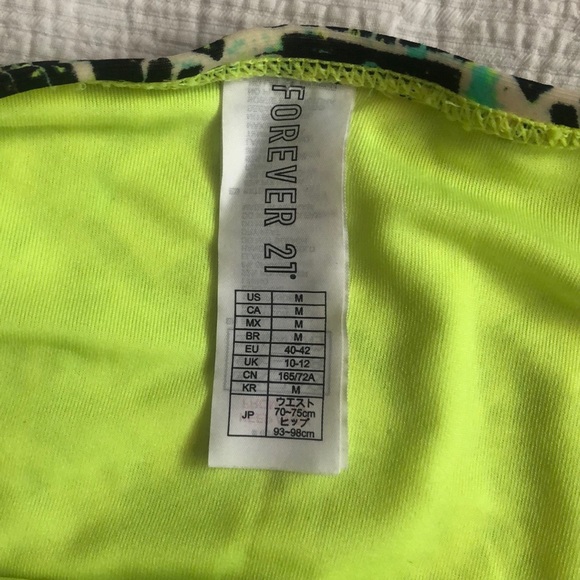 FOREVER 21®
US M
CA M
MX M
BR M
EU 40-42
UK 10-12
CN 165/72A
KR M
JP ウエスト
70~75cm
ヒップ
93~98cm